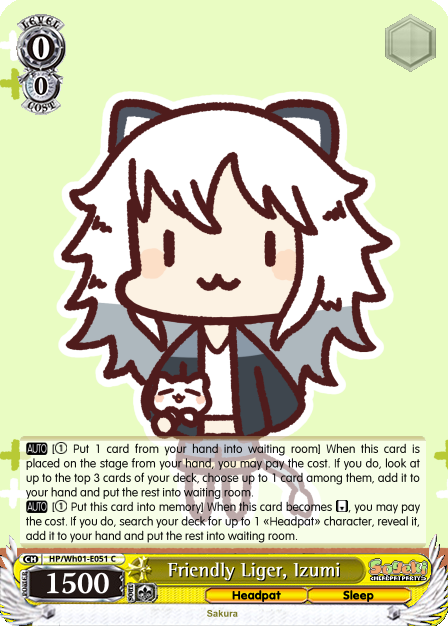 LEVEL
0
0
COST
AUTO [① Put 1 card from your hand into waiting room] When this card is
placed on the stage from your hand, you may pay the cost. If you do, look at
up to the top 3 cards of your deck, choose up to 1 card among them, add it to
your hand and put the rest into waiting room.
AUTO [① Put this card into memory] When this card becomes , you may pay
the cost. If you do, search your deck for up to 1 «Headpat» character, reveal it,
add it to your hand and put the rest into waiting room.
CH HP/Wh01-E051 C
POWER 1500 SOUL Friendly Liger, Izumi
Headpat Sleep
HEADPAT PARTY
Sakura